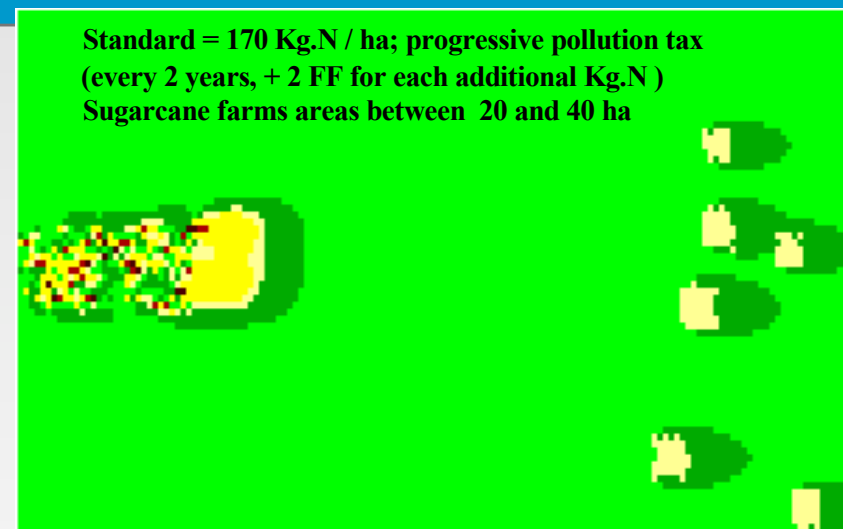 Standard = 170 Kg.N / ha; progressive pollution tax
(every 2 years, + 2 FF for each additional Kg.N )
Sugarcane farms areas between  20 and 40 ha